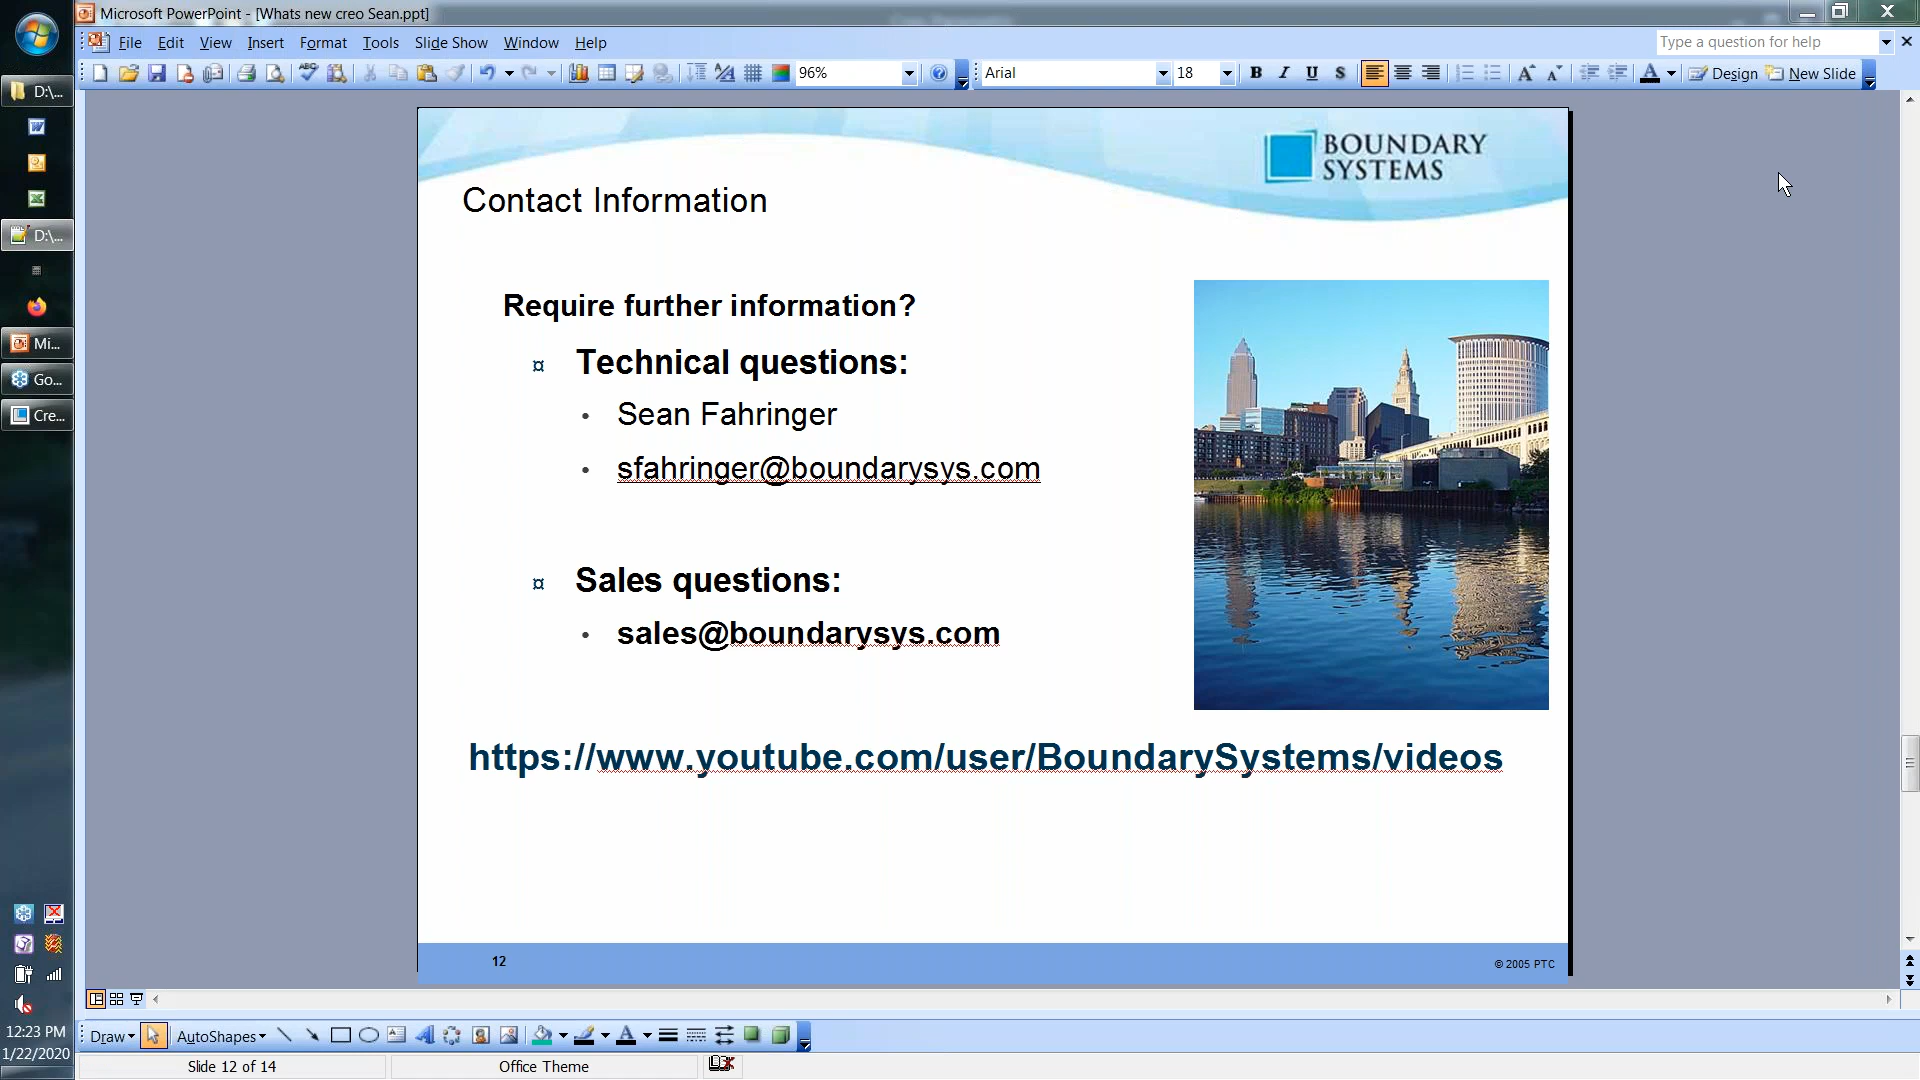 Microsoft PowerPoint - [Whats new creo Sean.ppt]
File Edit View Insert Format Tools Slide Show Window Help
Type a question for help
96%
Arial
18
B I U S
Design
New Slide
D:\...
D:\...
Mi...
Go...
Cre...
BOUNDARY
SYSTEMS
Contact Information
Require further information?
¤ Technical questions:
• Sean Fahringer
• sfahringer@boundarysys.com
¤ Sales questions:
• sales@boundarysys.com
https://www.youtube.com/user/BoundarySystems/videos
12
© 2005 PTC
12:23 PM
1/22/2020
Draw
AutoShapes
Slide 12 of 14
Office Theme